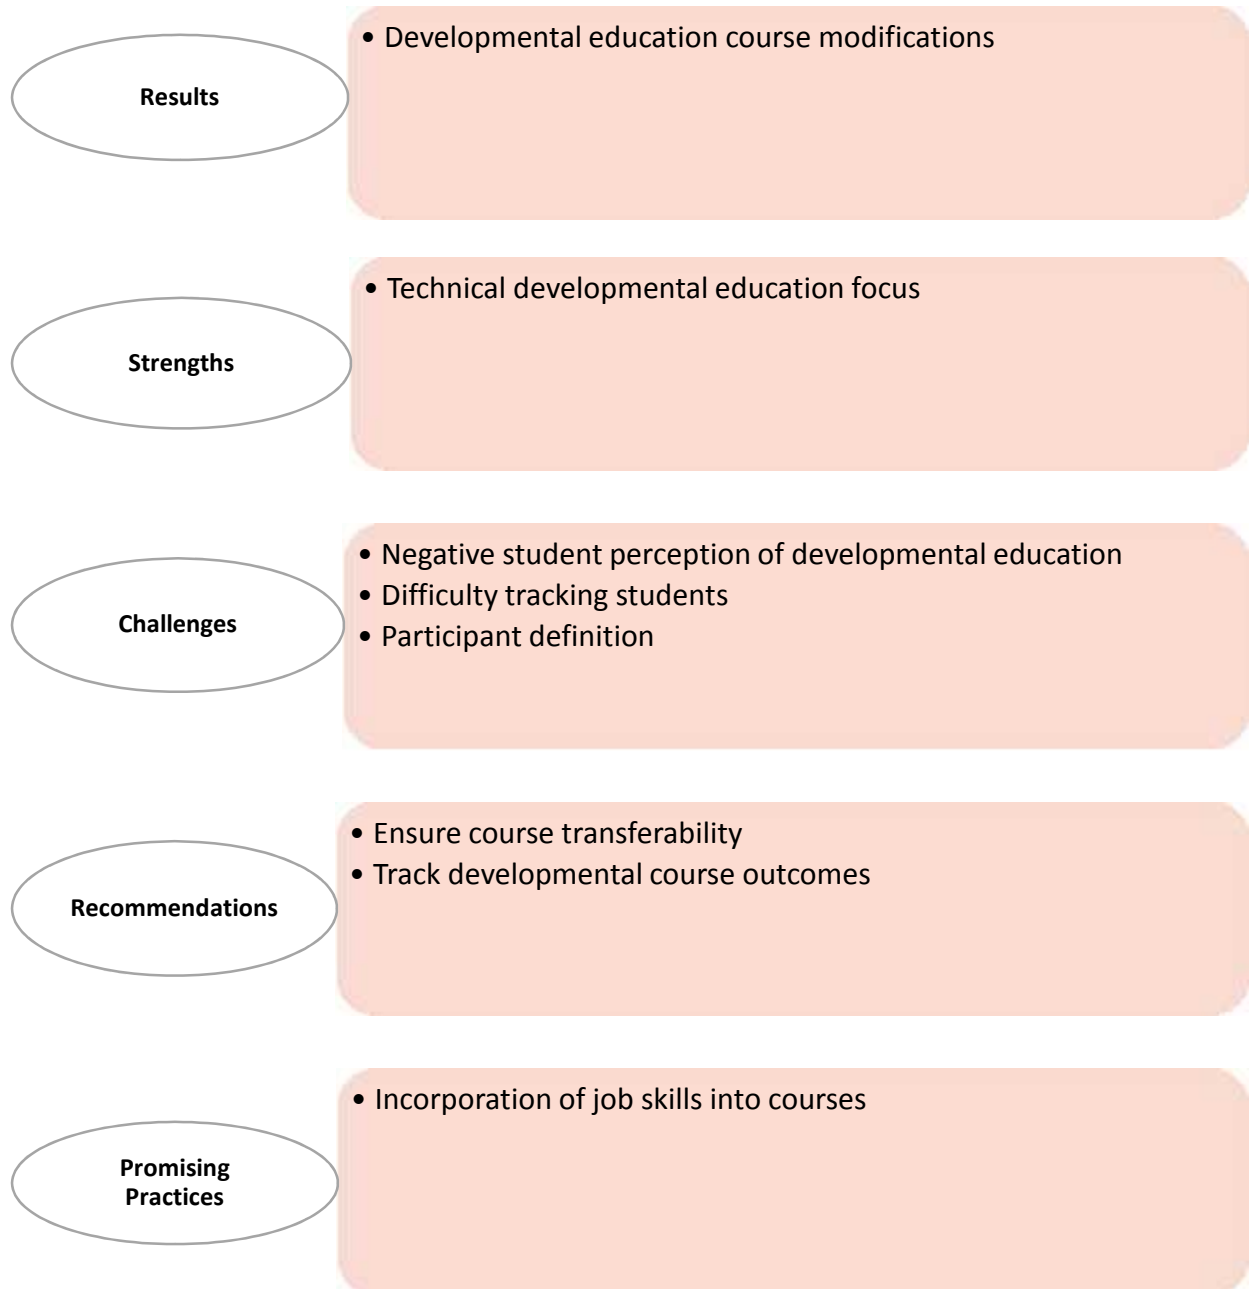 Results
• Developmental education course modifications
Strengths
• Technical developmental education focus
Challenges
• Negative student perception of developmental education
• Difficulty tracking students
• Participant definition
Recommendations
• Ensure course transferability
• Track developmental course outcomes
Promising
Practices
• Incorporation of job skills into courses